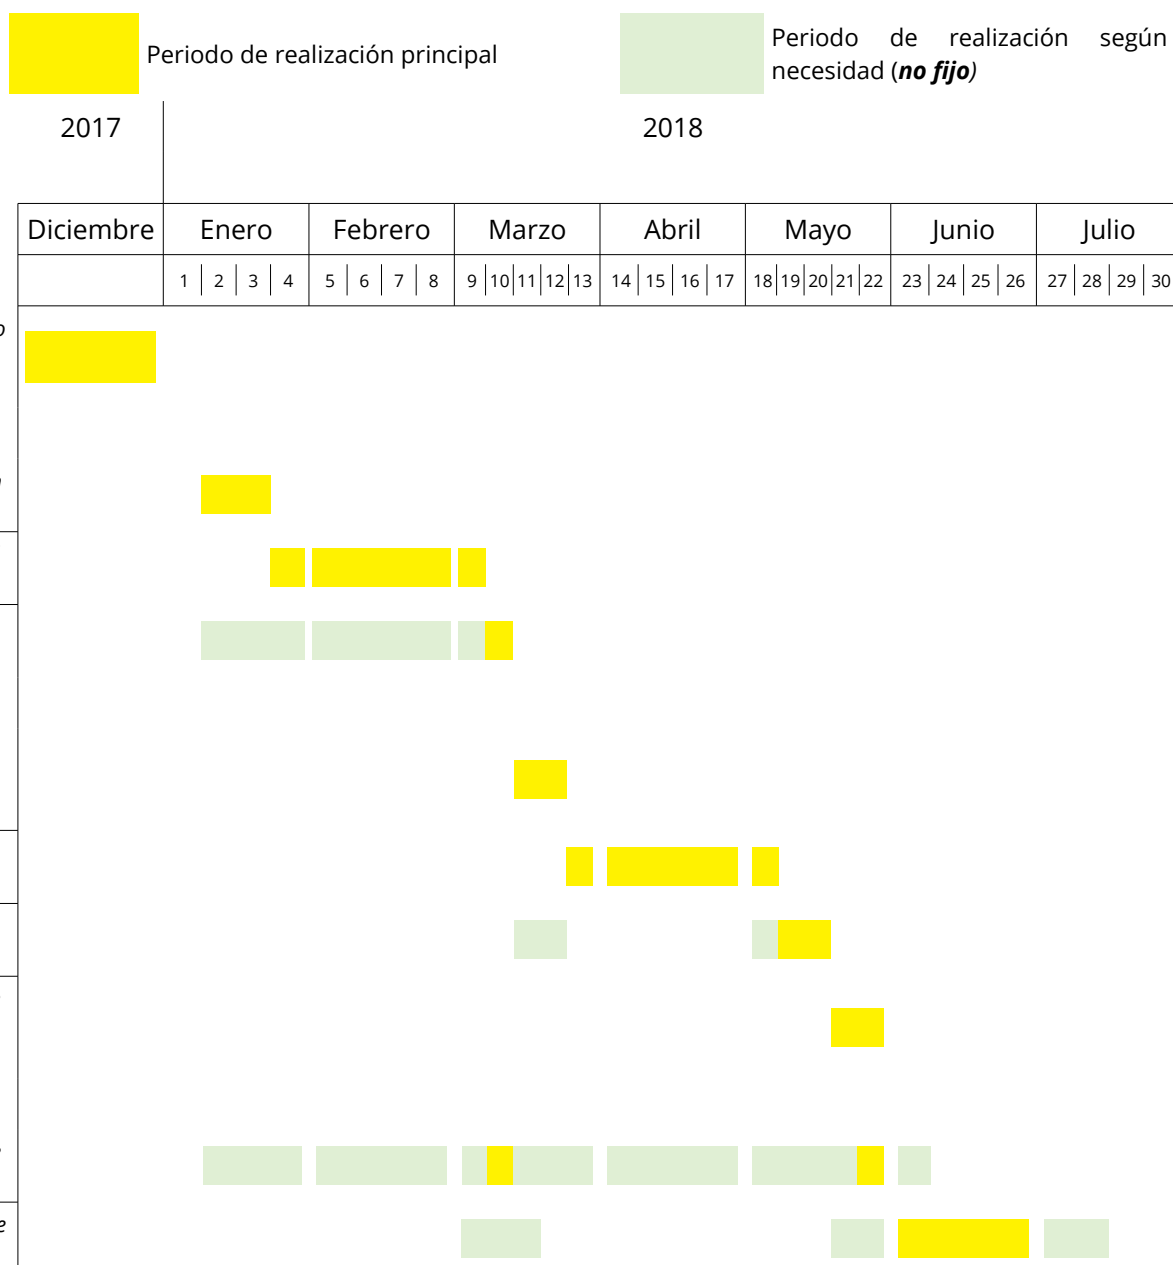 Periodo de realización principal
Periodo de realización según
necesidad (no fijo)
2017 2018
Diciembre Enero Febrero Marzo Abril Mayo Junio Julio
1 2 3 4 5 6 7 8 9 10 11 12 13 14 15 16 17 18 19 20 21 22 23 24 25 26 27 28 29 30